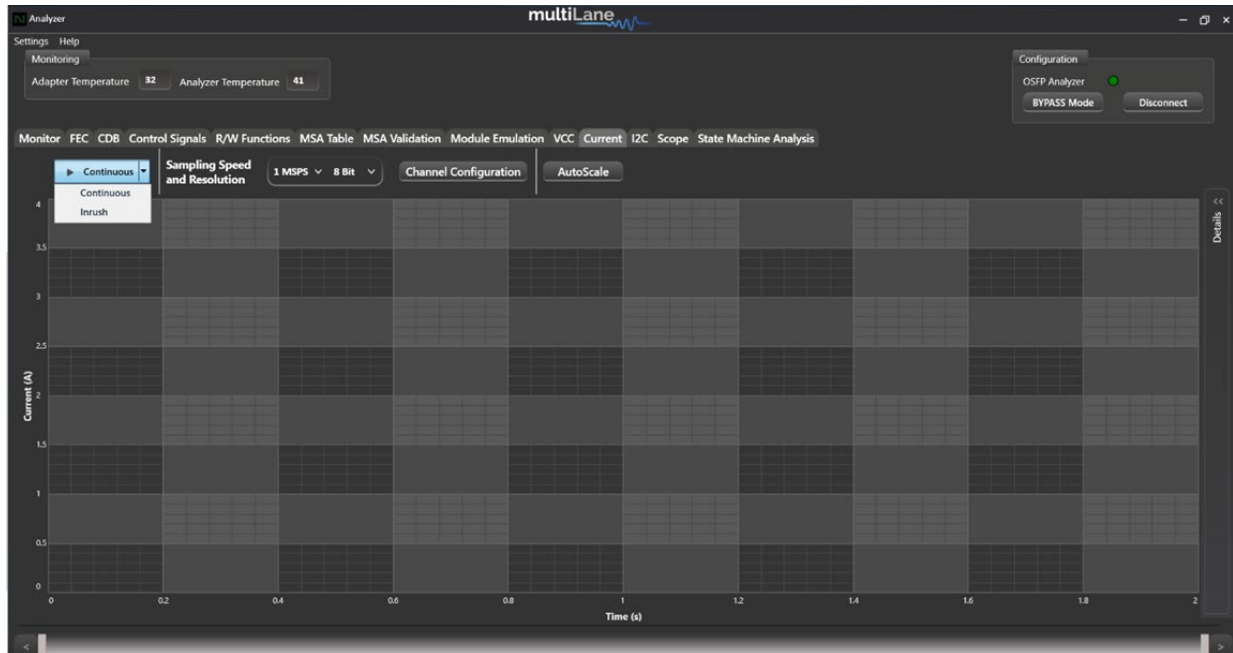 Analyzer
multiLane
Settings Help
Monitoring
Adapter Temperature 32 Analyzer Temperature 41
Configuration
OSFP Analyzer
BYPASS Mode Disconnect
Monitor FEC CDB Control Signals R/W Functions MSA Table MSA Validation Module Emulation VCC Current I2C Scope State Machine Analysis
Continuous
Sampling Speed
and Resolution
1 MSPS 8 Bit
Channel Configuration
AutoScale
Continuous
Inrush
<<
Details
4
3.5
3
2.5
2
1.5
1
0.5
0
Current (A)
0 0.2 0.4 0.6 0.8 1 1.2 1.4 1.6 1.8 2
Time (s)
< >